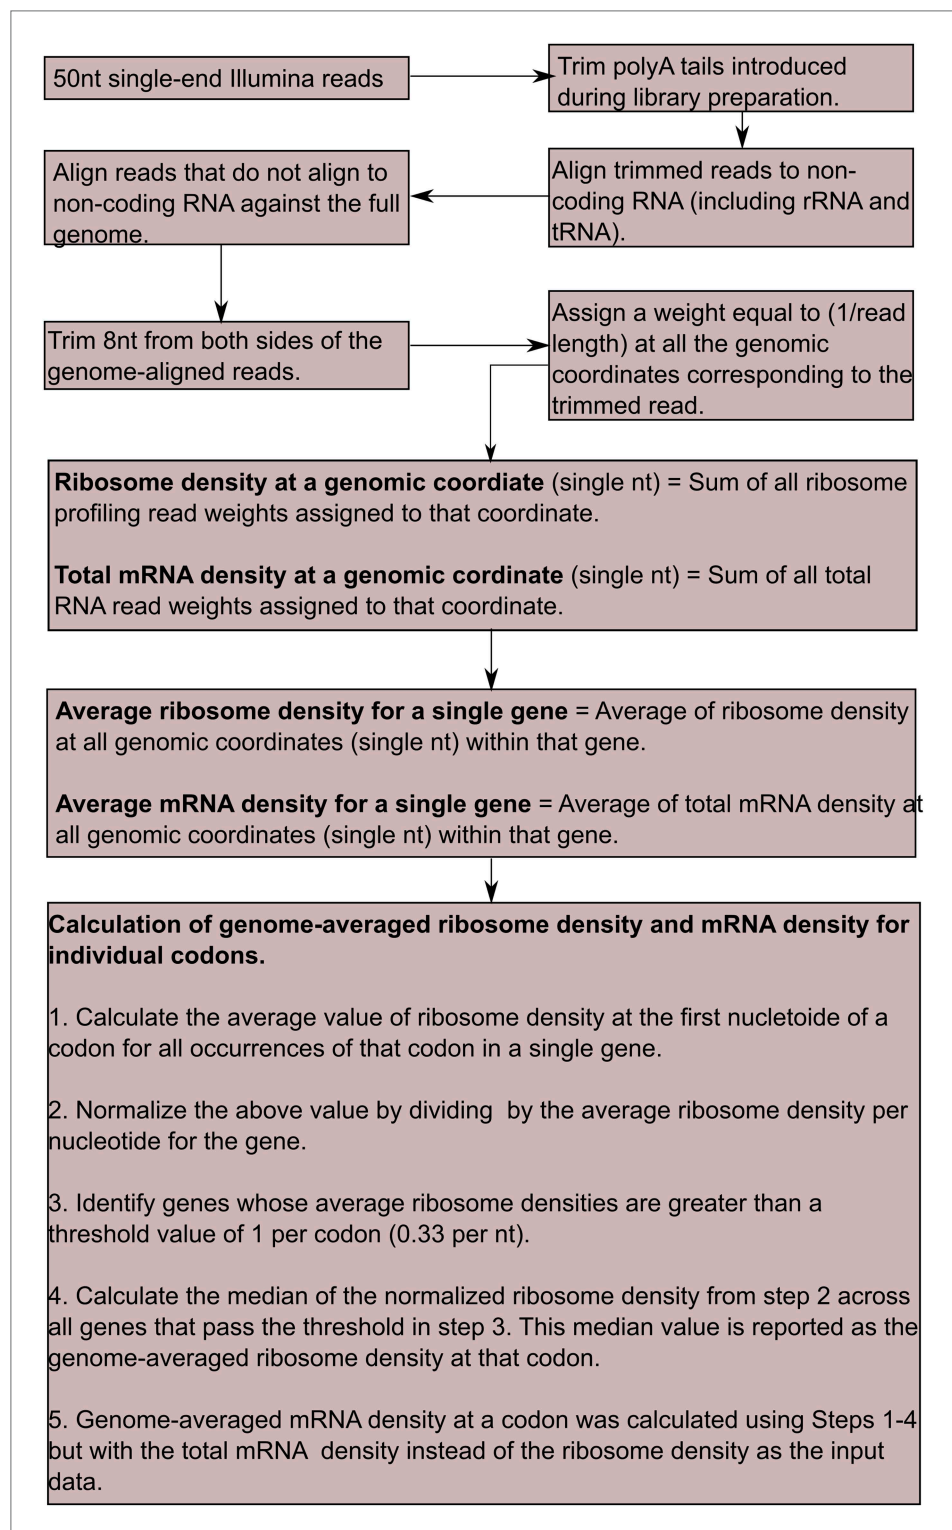 50nt single-end Illumina reads
Trim polyA tails introduced
during library preparation.
Align trimmed reads to non-
coding RNA (including rRNA and
tRNA).
Align reads that do not align to
non-coding RNA against the full
genome.
Trim 8nt from both sides of the
genome-aligned reads.
Assign a weight equal to (1/read
length) at all the genomic
coordinates corresponding to the
trimmed read.
Ribosome density at a genomic coordiate (single nt) = Sum of all ribosome
profiling read weights assigned to that coordinate.
Total mRNA density at a genomic cordinate (single nt) = Sum of all total
RNA read weights assigned to that coordinate.
Average ribosome density for a single gene = Average of ribosome density
at all genomic coordinates (single nt) within that gene.
Average mRNA density for a single gene = Average of total mRNA density at
all genomic coordinates (single nt) within that gene.
Calculation of genome-averaged ribosome density and mRNA density for
individual codons.
1. Calculate the average value of ribosome density at the first nucletoide of a
codon for all occurrences of that codon in a single gene.
2. Normalize the above value by dividing  by the average ribosome density per
nucleotide for the gene.
3. Identify genes whose average ribosome densities are greater than a
threshold value of 1 per codon (0.33 per nt).
4. Calculate the median of the normalized ribosome density from step 2 across
all genes that pass the threshold in step 3. This median value is reported as the
genome-averaged ribosome density at that codon.
5. Genome-averaged mRNA density at a codon was calculated using Steps 1-4
but with the total mRNA  density instead of the ribosome density as the input
data.